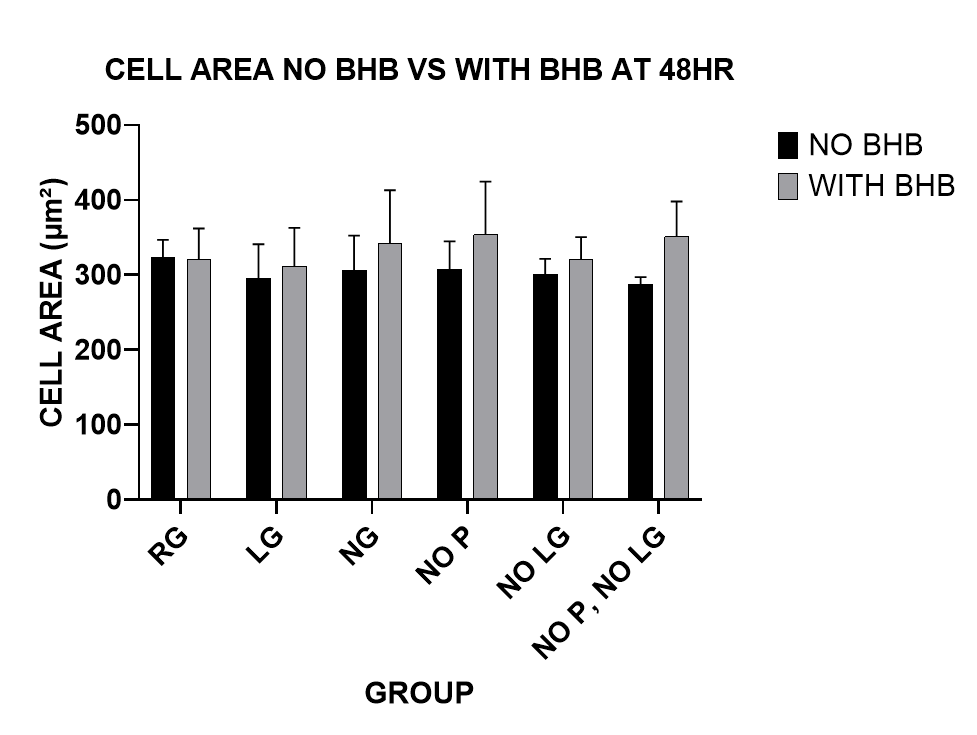 CELL AREA NO BHB VS WITH BHB AT 48HR
NO BHB
WITH BHB
CELL AREA (µm²)
500
400
300
200
100
0
RG
LG
NG
NO P
NO LG
NO P, NO LG
GROUP